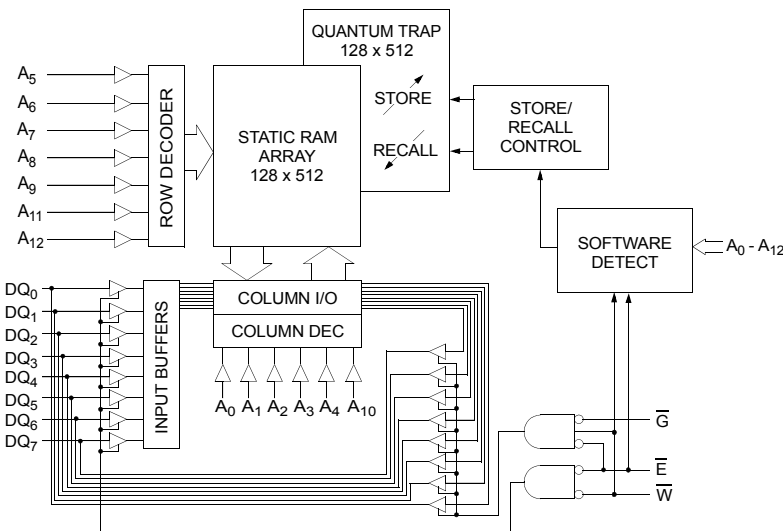 QUANTUM TRAP
128 x 512
STORE
RECALL
STATIC RAM
ARRAY
128 x 512
STORE/
RECALL
CONTROL
SOFTWARE
DETECT
A0 - A12
A5
A6
A7
A8
A9
A11
A12
ROW DECODER
DQ0
DQ1
DQ2
DQ3
DQ4
DQ5
DQ6
DQ7
INPUT BUFFERS
COLUMN I/O
COLUMN DEC
A0 A1 A2 A3 A4 A10
G̅
E̅
W̅